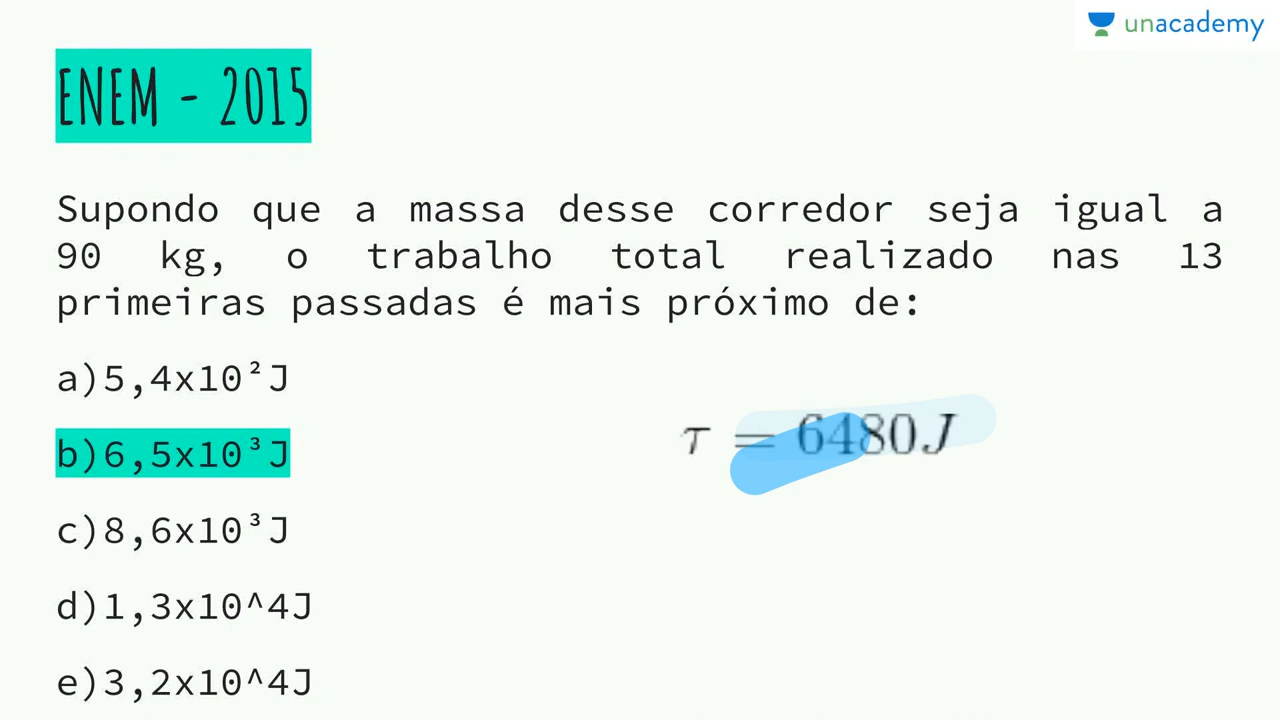 unacademy
ENEM - 2015
Supondo que a massa desse corredor seja igual a
90 kg, o trabalho total realizado nas 13
primeiras passadas é mais próximo de:
a)5,4x10²J
b)6,5x10³J
τ = 6480J
c)8,6x10³J
d)1,3x10^4J
e)3,2x10^4J